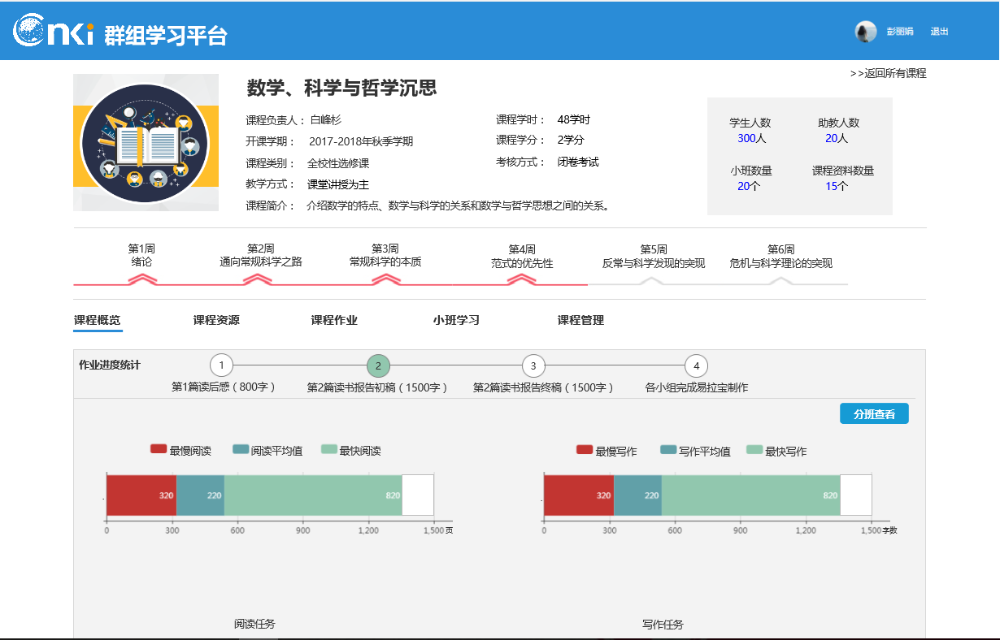 Cnki 群组学习平台
彭丽娟 退出
>>返回所有课程
数学、科学与哲学沉思
课程负责人： 白峰杉
课程学时： 48学时
开课学期： 2017-2018年秋季学期
课程学分： 2学分
课程类别： 全校性选修课
考核方式： 闭卷考试
教学方式： 课堂讲授为主
课程简介： 介绍数学的特点、数学与科学的关系和数学与哲学思想之间的关系。
学生人数 助教人数
300人 20人
小班数量 课程资料数量
20个 15个
第1周 第2周 第3周 第4周 第5周 第6周
绪论 通向常规科学之路 常规科学的本质 范式的优先性 反常与科学发现的突现 危机与科学理论的突现
课程概览 课程资源 课程作业 小班学习 课程管理
作业进度统计 1 2 3 4
第1篇读后感（800字） 第2篇读书报告初稿（1500字） 第2篇读书报告终稿（1500字） 各小组完成易拉宝制作
分班查看
最慢阅读 阅读平均值 最快阅读
320 220 820
0 300 600 900 1,200 1,500页
阅读任务
最慢写作 写作平均值 最快写作
320 220 820
0 300 600 900 1,200 1,500字数
写作任务